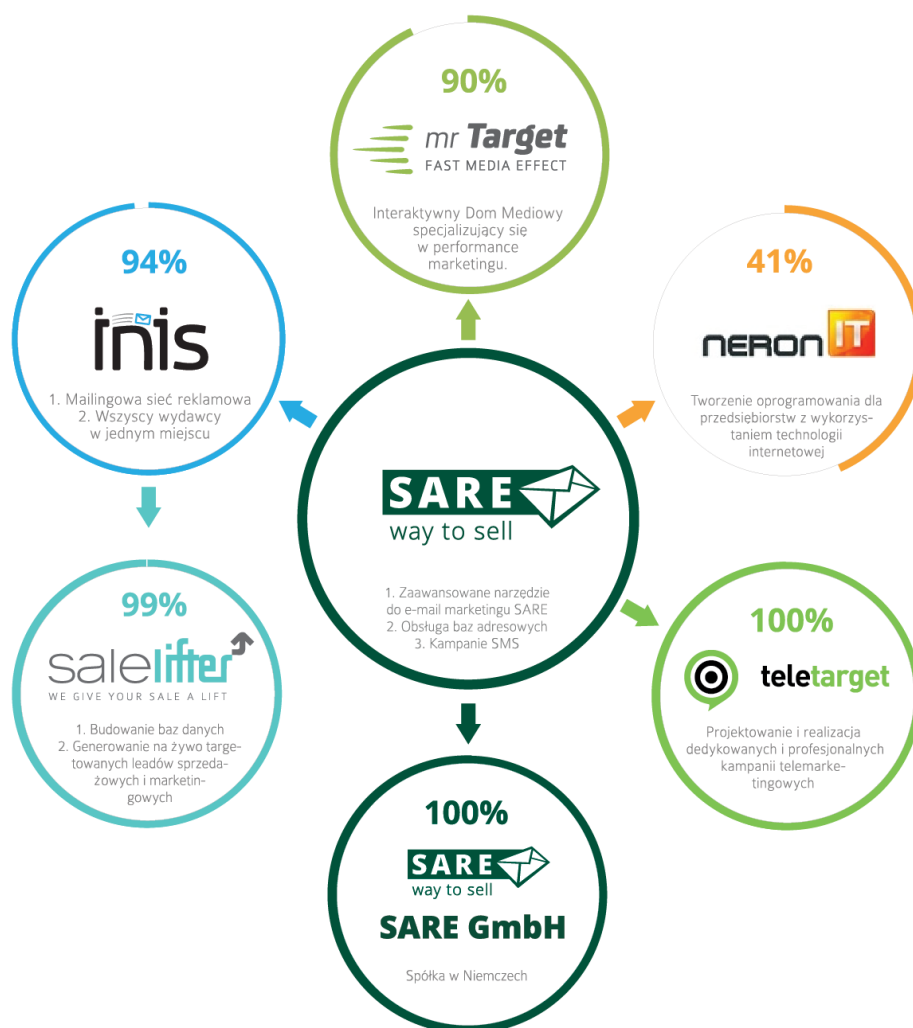 90%
mr Target
FAST MEDIA EFFECT
Interaktywny Dom Mediowy
specjalizujący się
w performance
marketingu.
94%
inis
1. Mailingowa sieć reklamowa
2. Wszyscy wydawcy
w jednym miejscu
41%
NERON IT
Tworzenie oprogramowania dla
przedsiębiorstw z wykorzys-
taniem technologii
internetowej
SARE
way to sell
1. Zaawansowane narzędzie
do e-mail marketingu SARE
2. Obsługa baz adresowych
3. Kampanie SMS
99%
salelifter
WE GIVE YOUR SALE A LIFT
1. Budowanie baz danych
2. Generowanie na żywo targe-
towanych leadów sprzeda-
żowych i marketin-
gowych
100%
teletarget
Projektowanie i realizacja
dedykowanych i profesjonalnych
kampanii telemarke-
tingowych
100%
SARE
way to sell
SARE GmbH
Spółka w Niemczech